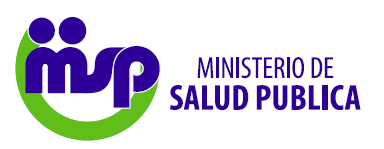 msp
MINISTERIO DE
SALUD PUBLICA